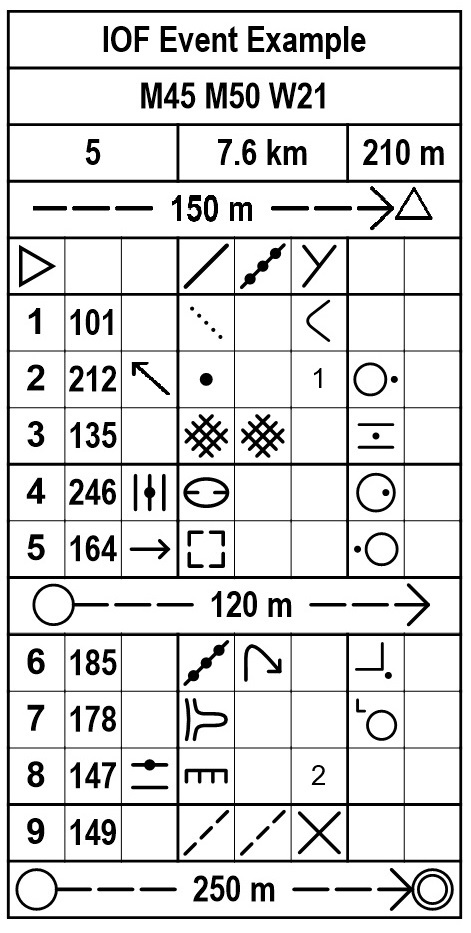 IOF Event Example
M45 M50 W21
5 7.6 km 210 m
150 m
1 101
2 212 1
3 135
4 246
5 164
120 m
6 185
7 178
8 147 2
9 149
250 m